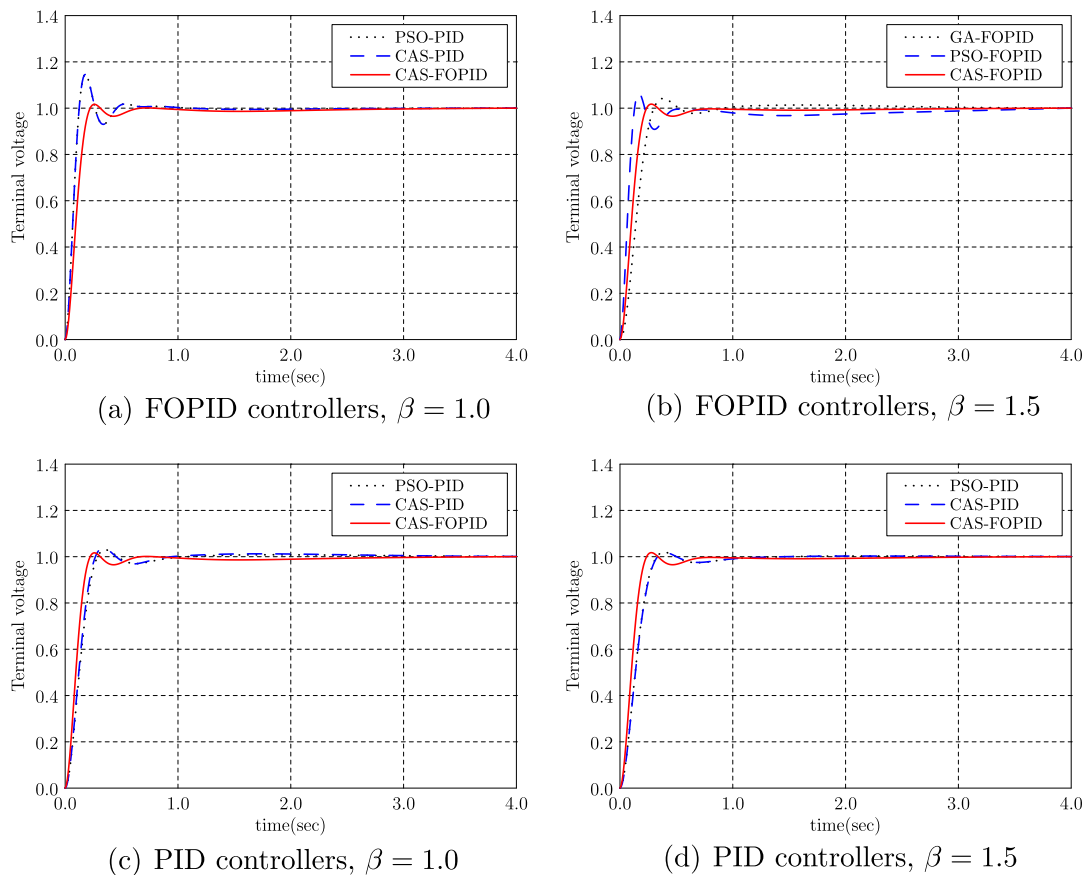 1.4
1.2
1.0
0.8
0.6
0.4
0.2
0.0
Terminal voltage
PSO-PID
CAS-PID
CAS-FOPID
0.0 1.0 2.0 3.0 4.0
time(sec)
(a) FOPID controllers, β = 1.0
1.4
1.2
1.0
0.8
0.6
0.4
0.2
0.0
Terminal voltage
GA-FOPID
PSO-FOPID
CAS-FOPID
0.0 1.0 2.0 3.0 4.0
time(sec)
(b) FOPID controllers, β = 1.5
1.4
1.2
1.0
0.8
0.6
0.4
0.2
0.0
Terminal voltage
PSO-PID
CAS-PID
CAS-FOPID
0.0 1.0 2.0 3.0 4.0
time(sec)
(c) PID controllers, β = 1.0
1.4
1.2
1.0
0.8
0.6
0.4
0.2
0.0
Terminal voltage
PSO-PID
CAS-PID
CAS-FOPID
0.0 1.0 2.0 3.0 4.0
time(sec)
(d) PID controllers, β = 1.5